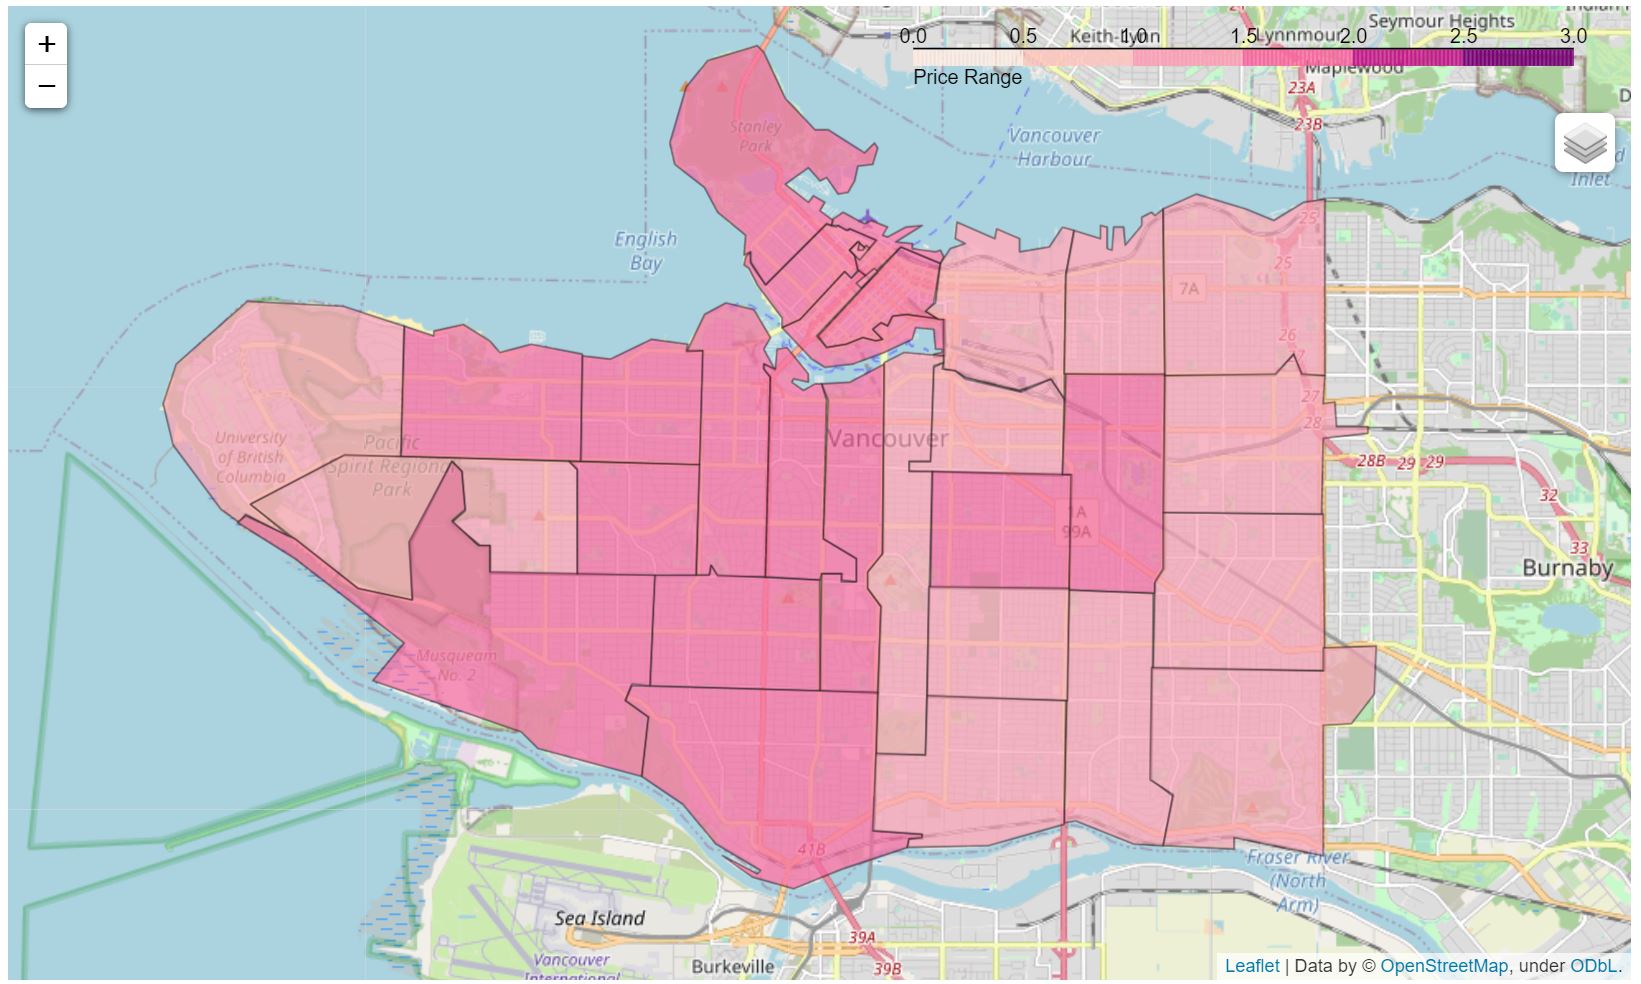 +
−
Seymour Heights
0.0
0.5
Keith-Lynn
1.0
1.5
Lynnmour
2.0
2.5
3.0
Price Range
Maplewood
23A
23B
Stanley
Park
Vancouver
Harbour
Inlet
25
English
Bay
25
7A
26
27
28
Vancouver
University
of British
Columbia
Pacific
Spirit Regional
Park
28B
29
29
32
1A
99A
33
Burnaby
Musqueam
No. 2
41B
Fraser River
(North
Arm)
Sea Island
39A
Vancouver
International
Burkeville
39B
Leaflet | Data by © OpenStreetMap, under ODbL.